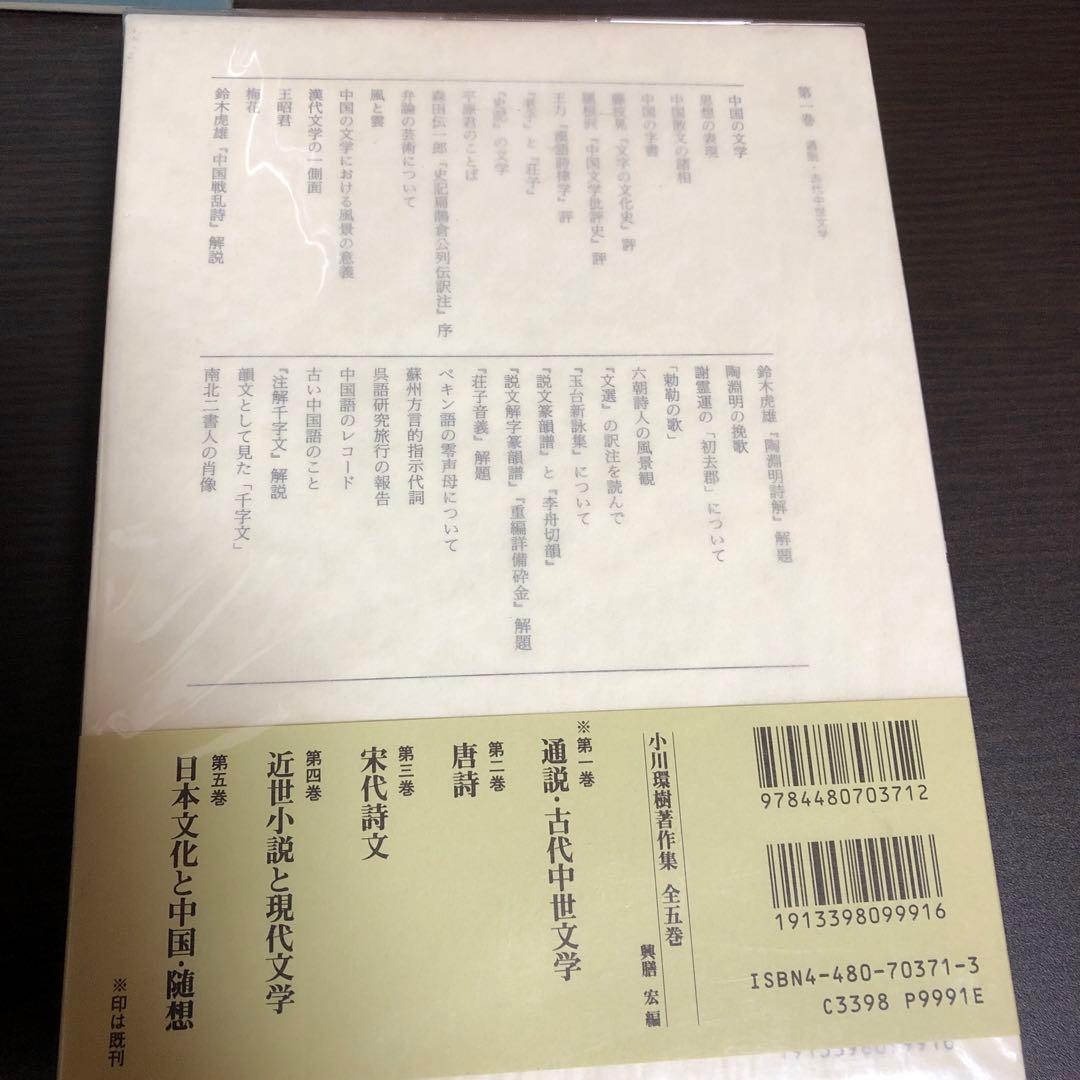 第一巻 通説・古代中世文学
中国の文学
思想の表現
中国散文の諸相
中国の字書
藤枝晃『文字の文化史』評
羅根沢『中国文学批評史』評
王力『漢語詩律学』評
『老子』と『荘子』
『史記』の文学
平原君のことば
森田伝一郎『史記扁鵲倉公列伝訳注』序
弁論の芸術について
風と雲
中国の文学における風景の意義
漢代文学の一側面
王昭君
梅花
鈴木虎雄『中国戦乱詩』解説
鈴木虎雄『陶淵明詩解』解題
陶淵明の挽歌
謝霊運の「初去郡」について
「勅勒の歌」
六朝詩人の風景観
『文選』の訳注を読んで
『玉台新詠集』について
『説文篆韻譜』と『李舟切韻』
『説文解字篆韻譜』『重編詳備砕金』解題
『荘子音義』解題
ペキン語の零声母について
蘇州方言的指示代詞
呉語研究旅行の報告
中国語のレコード
古い中国語のこと
『注解千字文』解説
韻文として見た「千字文」
南北二書人の肖像
9784480703712
1913398099916
ISBN4-480-70371-3
C3398 P9991E
小川環樹著作集 全五巻
興膳 宏 編
※第一巻
通説・古代中世文学
第二巻
唐詩
第三巻
宋代詩文
第四巻
近世小説と現代文学
第五巻
日本文化と中国・随想
※印は既刊
1913398099916